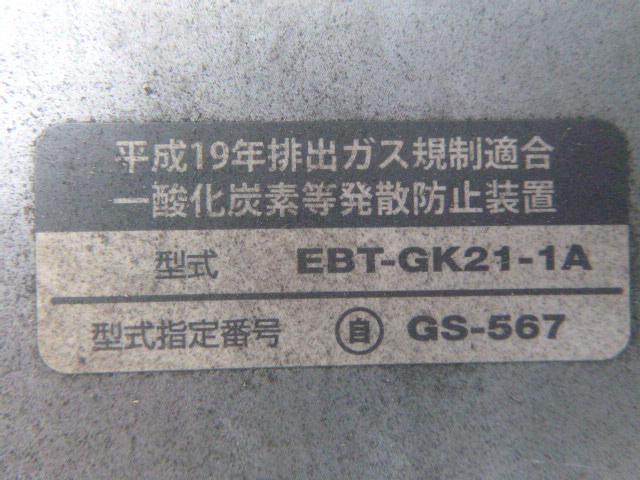 平成19年排出ガス規制適合
一酸化炭素等発散防止装置
型式 EBT-GK21-1A
型式指定番号 自 GS-567